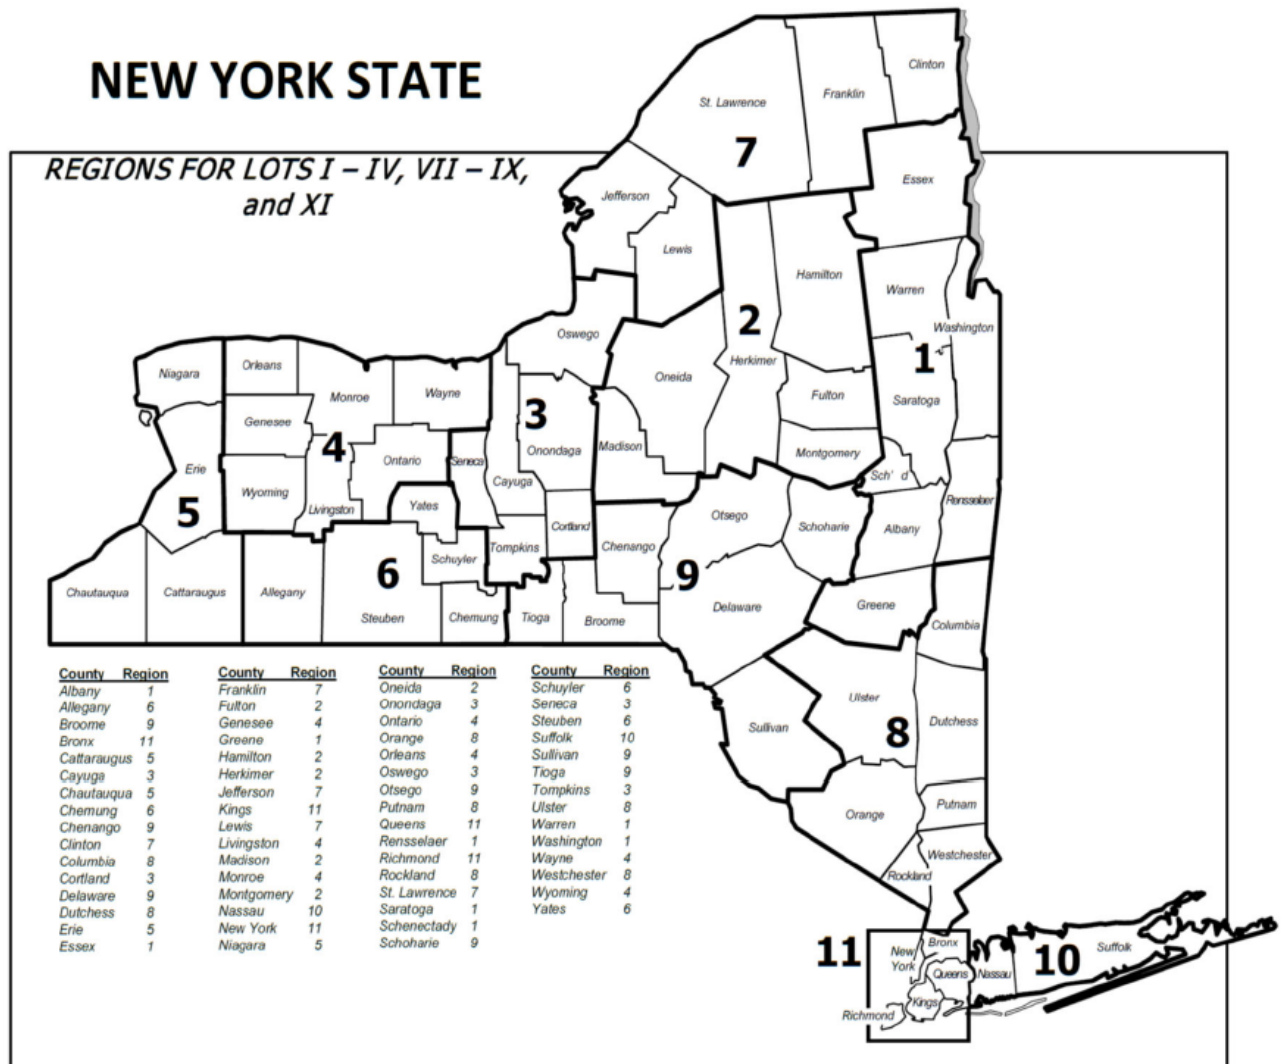 NEW YORK STATE
REGIONS FOR LOTS I – IV, VII – IX,
and XI
Clinton
Franklin
St. Lawrence
7
Essex
Jefferson
Lewis
Hamilton
Warren
2
Washington
Oswego
Herkimer
1
Niagara
Orleans
Oneida
Monroe
Wayne
Fulton
Saratoga
Genesee
3
4
Madison
Onondaga
Montgomery
Ontario
Seneca
Erie
Sch' d
Cayuga
Wyoming
Rensselaer
Yates
Livingston
5
Otsego
Cortland
Schoharie
Albany
Tompkins
Chenango
Schuyler
6
9
Chautauqua
Cattaraugus
Allegany
Steuben
Chemung
Tioga
Broome
Delaware
Greene
Columbia
Ulster
Dutchess
Sullivan
8
Putnam
Orange
Westchester
Rockland
11
New
York
Bronx
Queens
Nassau
10
Suffolk
Kings
Richmond
County Region
Albany 1
Allegany 6
Broome 9
Bronx 11
Cattaraugus 5
Cayuga 3
Chautauqua 5
Chemung 6
Chenango 9
Clinton 7
Columbia 8
Cortland 3
Delaware 9
Dutchess 8
Erie 5
Essex 1
County Region
Franklin 7
Fulton 2
Genesee 4
Greene 1
Hamilton 2
Herkimer 2
Jefferson 7
Kings 11
Lewis 7
Livingston 4
Madison 2
Monroe 4
Montgomery 2
Nassau 10
New York 11
Niagara 5
County Region
Oneida 2
Onondaga 3
Ontario 4
Orange 8
Orleans 4
Oswego 3
Otsego 9
Putnam 8
Queens 11
Rensselaer 1
Richmond 11
Rockland 8
St. Lawrence 7
Saratoga 1
Schenectady 1
Schoharie 9
County Region
Schuyler 6
Seneca 3
Steuben 6
Suffolk 10
Sullivan 9
Tioga 9
Tompkins 3
Ulster 8
Warren 1
Washington 1
Wayne 4
Westchester 8
Wyoming 4
Yates 6